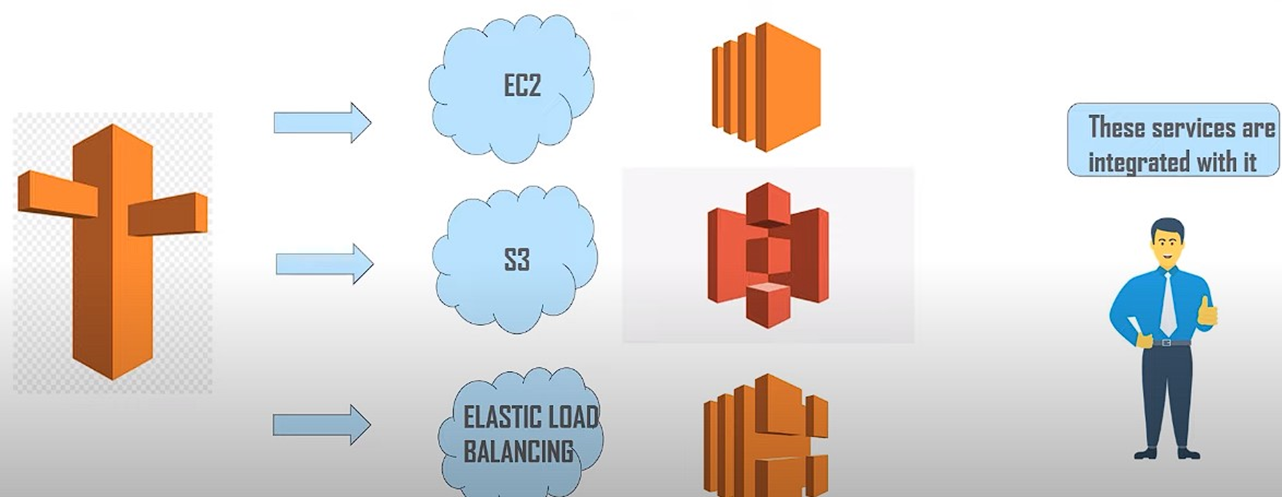 EC2
These services are
integrated with it
S3
ELASTIC LOAD
BALANCING